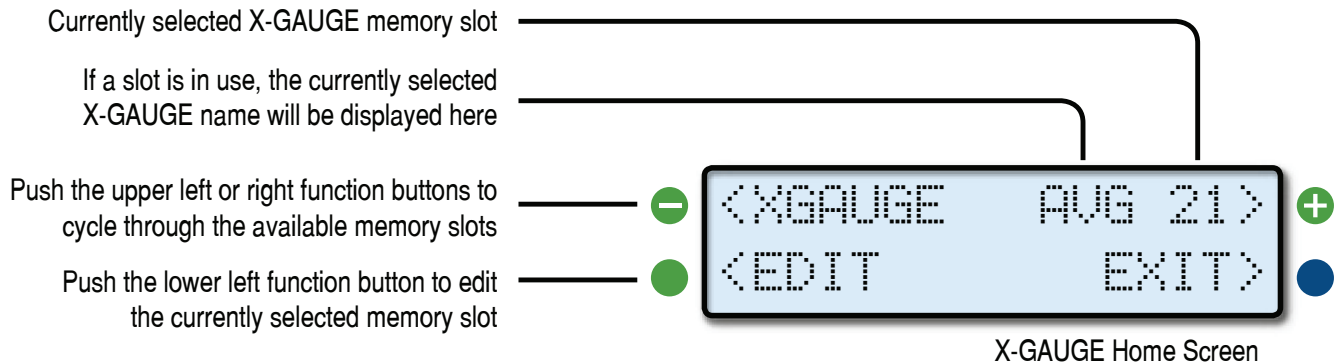 Currently selected X-GAUGE memory slot
If a slot is in use, the currently selected
X-GAUGE name will be displayed here
Push the upper left or right function buttons to
cycle through the available memory slots
Push the lower left function button to edit
the currently selected memory slot
<XGAUGE AVG 21>
<EDIT EXIT>
X-GAUGE Home Screen